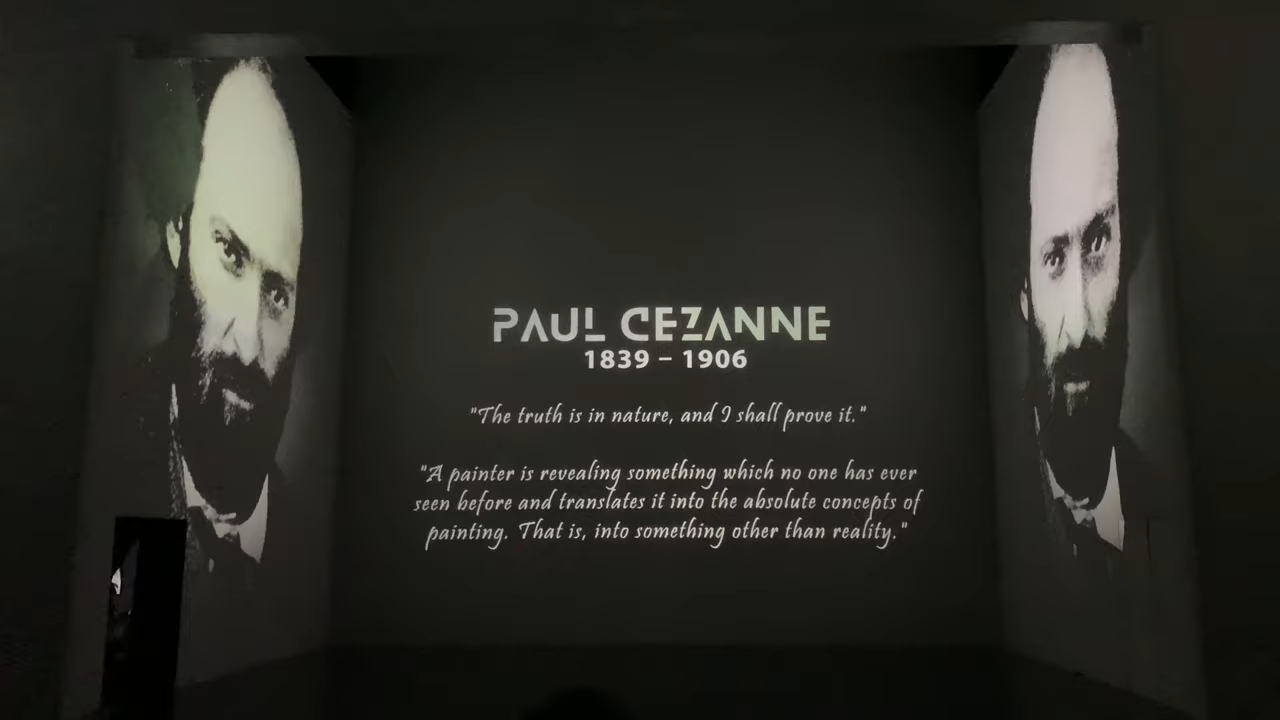 PAUL CEZANNE
1839 – 1906
"The truth is in nature, and I shall prove it."
"A painter is revealing something which no one has ever
seen before and translates it into the absolute concepts of
painting. That is, into something other than reality."